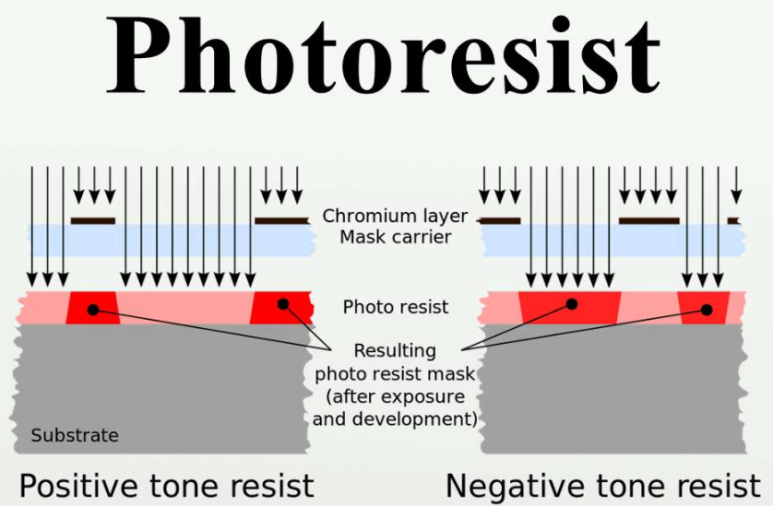 Photoresist
Chromium layer
Mask carrier
Photo resist
Resulting
photo resist mask
(after exposure
and development)
Substrate
Positive tone resist
Negative tone resist